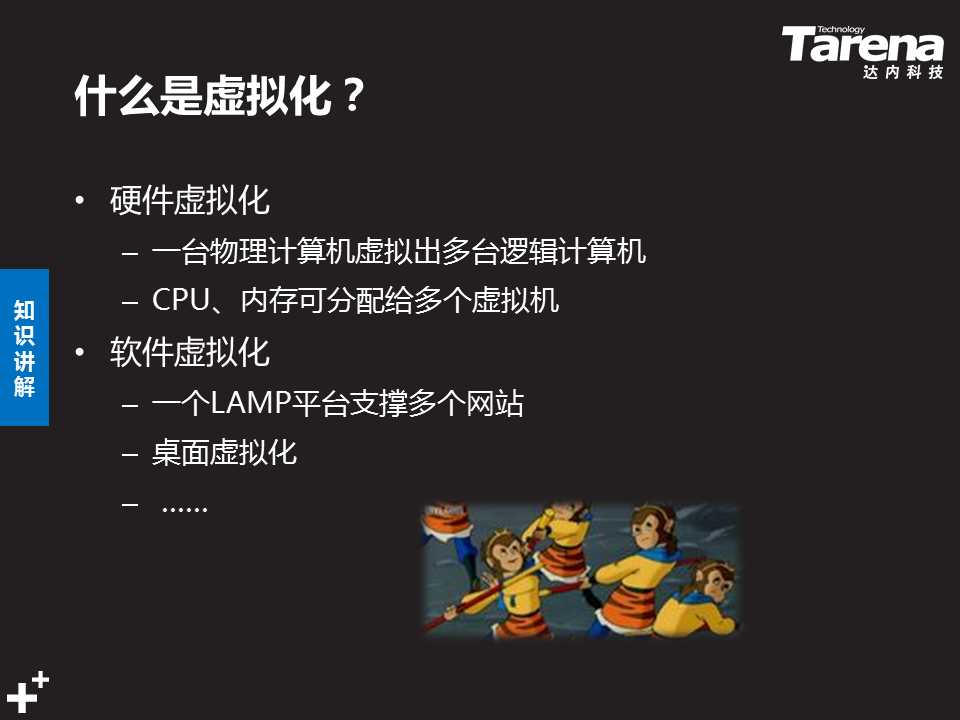 Technology
Tarena
达内科技
什么是虚拟化？
• 硬件虚拟化
– 一台物理计算机虚拟出多台逻辑计算机
– CPU、内存可分配给多个虚拟机
• 软件虚拟化
– 一个LAMP平台支撑多个网站
– 桌面虚拟化
– ……
知识讲解